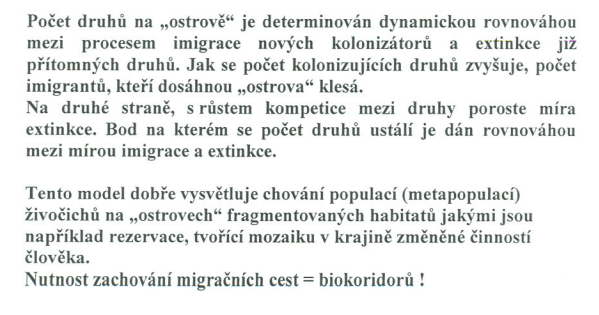 Počet druhů na „ostrově“ je determinován dynamickou rovnováhou
mezi procesem imigrace nových kolonizátorů a extinkce již
přítomných druhů. Jak se počet kolonizujících druhů zvyšuje, počet
imigrantů, kteří dosáhnou „ostrova“ klesá.
Na druhé straně, s růstem kompetice mezi druhy poroste míra
extinkce. Bod na kterém se počet druhů ustálí je dán rovnováhou
mezi mírou imigrace a extinkce.

Tento model dobře vysvětluje chování populací (metapopulací)
živočichů na „ostrovech“ fragmentovaných habitatů jakými jsou
například rezervace, tvořící mozaiku v krajině změněné činností
člověka.
Nutnost zachování migračních cest = biokoridorů !